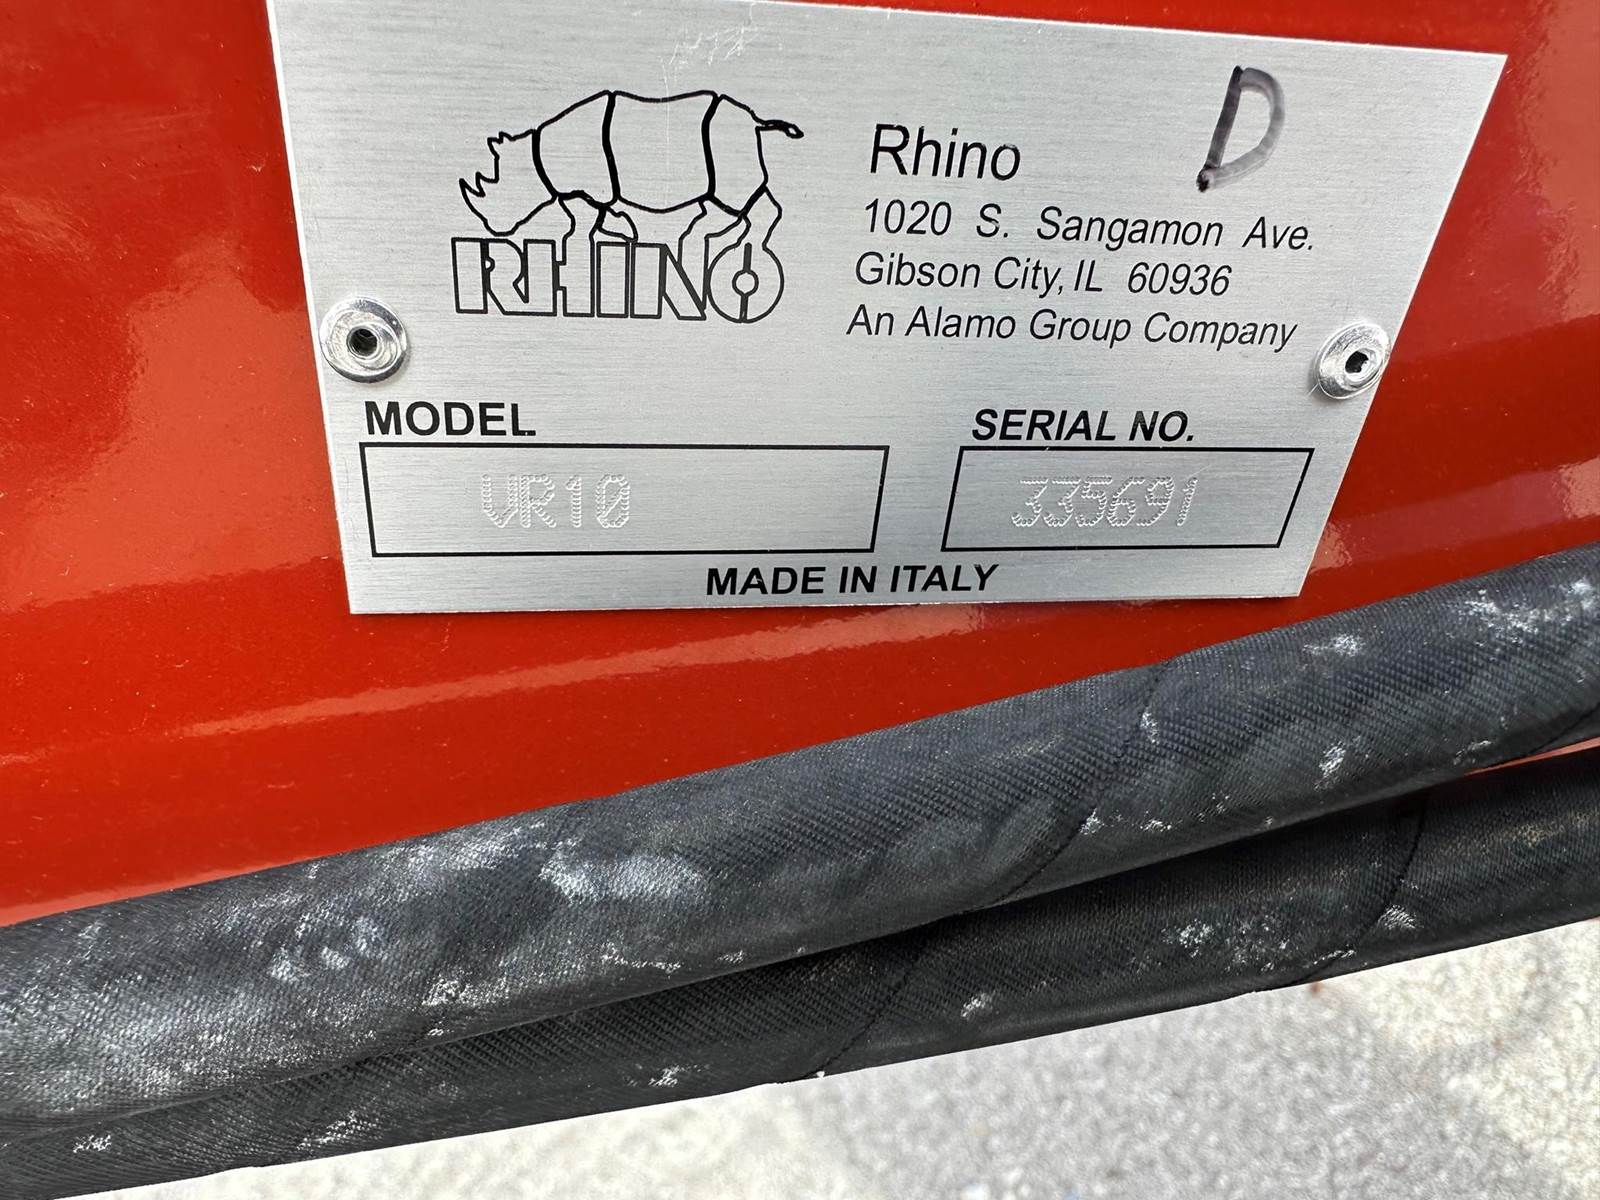 D
Rhino
1020 S. Sangamon Ave.
Gibson City, IL 60936
An Alamo Group Company
RHINO
MODEL
VR10
SERIAL NO.
335691
MADE IN ITALY